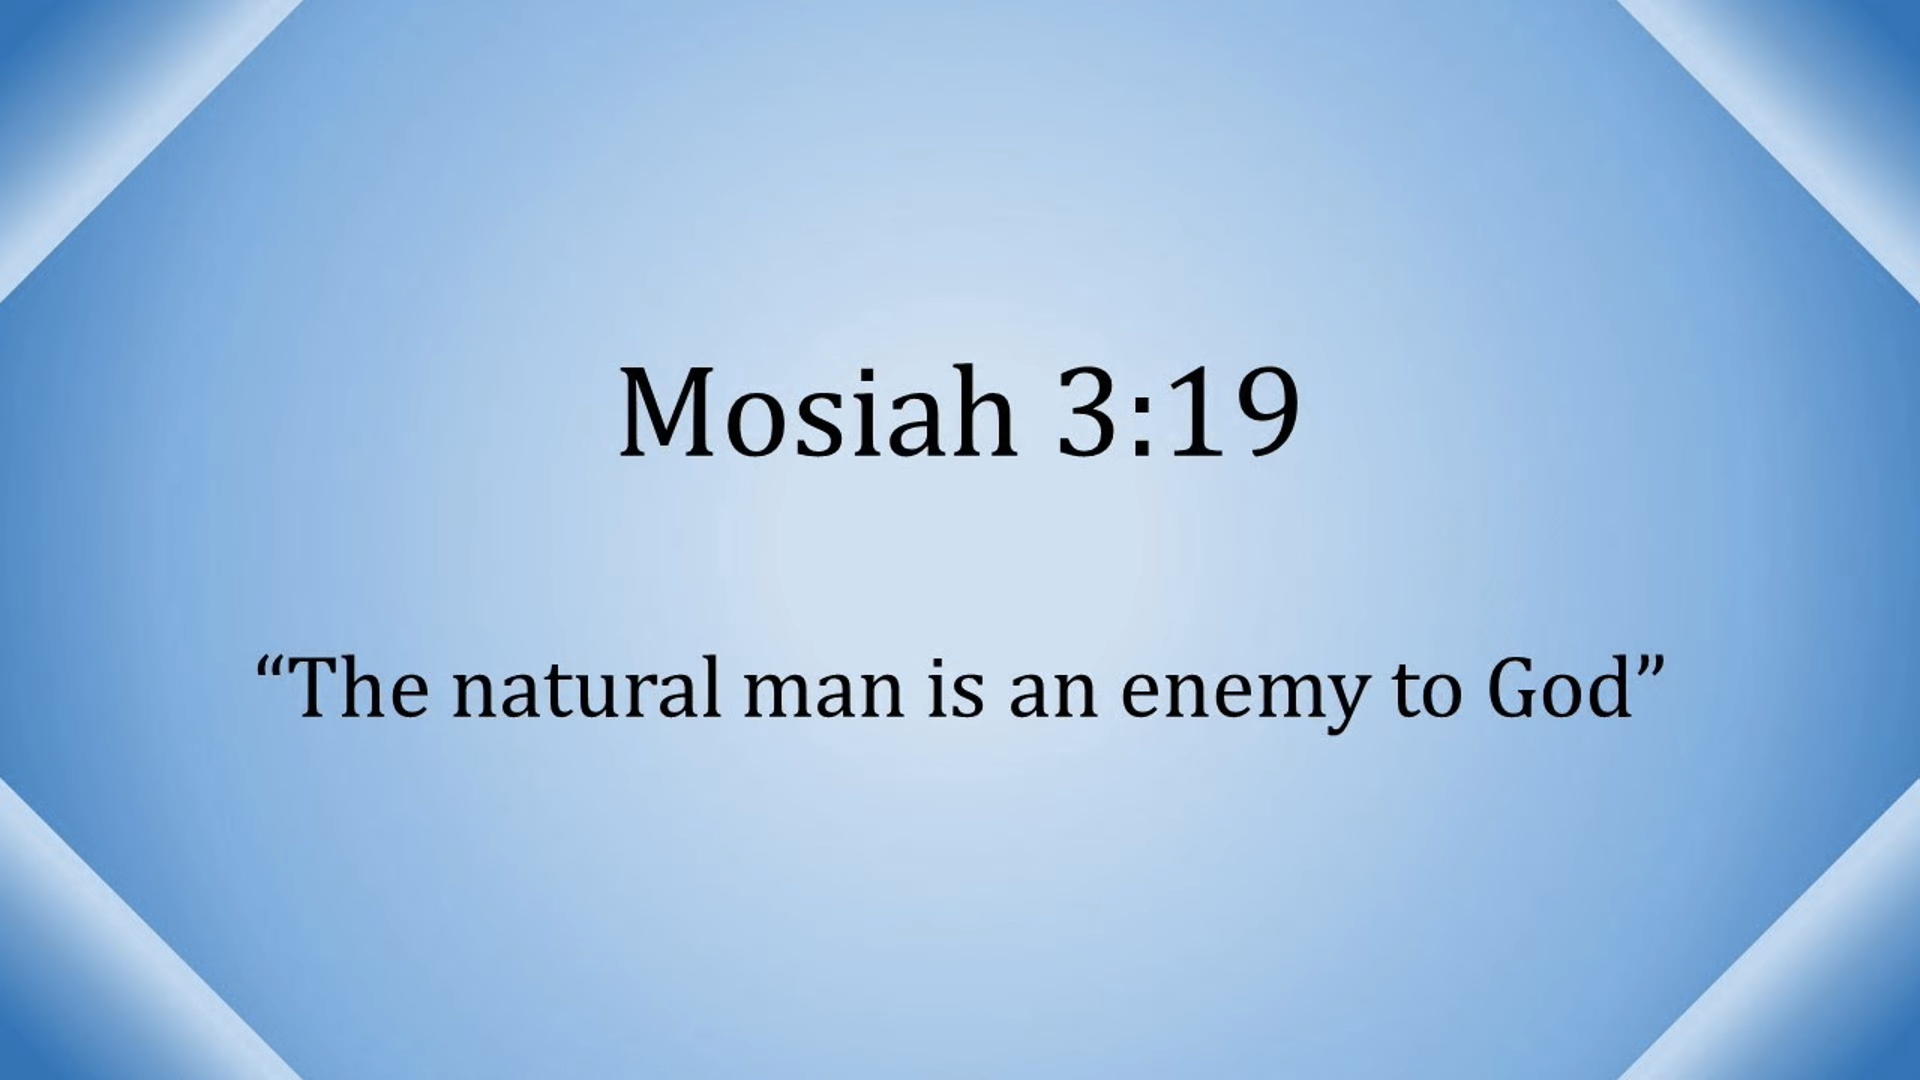 Mosiah 3:19
“The natural man is an enemy to God”